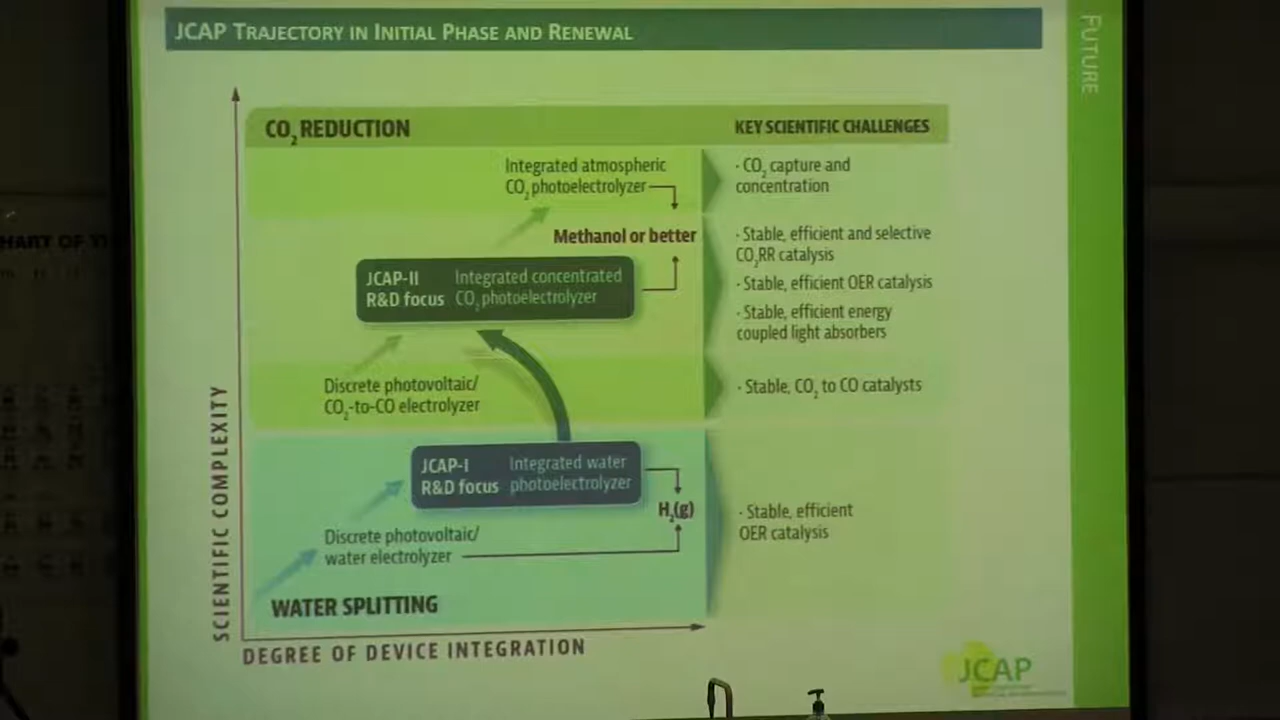 JCAP TRAJECTORY IN INITIAL PHASE AND RENEWAL
FUTURE
CO2 REDUCTION
KEY SCIENTIFIC CHALLENGES
Integrated atmospheric
CO2 photoelectrolyzer
· CO2 capture and
concentration
Methanol or better
· Stable, efficient and selective
CO2RR catalysis
JCAP-II
R&D focus
Integrated concentrated
CO2 photoelectrolyzer
· Stable, efficient OER catalysis
· Stable, efficient energy
coupled light absorbers
Discrete photovoltaic/
CO2-to-CO electrolyzer
· Stable, CO2 to CO catalysts
JCAP-I
R&D focus
Integrated water
photoelectrolyzer
H2(g)
· Stable, efficient
OER catalysis
Discrete photovoltaic/
water electrolyzer
WATER SPLITTING
SCIENTIFIC COMPLEXITY
DEGREE OF DEVICE INTEGRATION
JCAP
HART OF